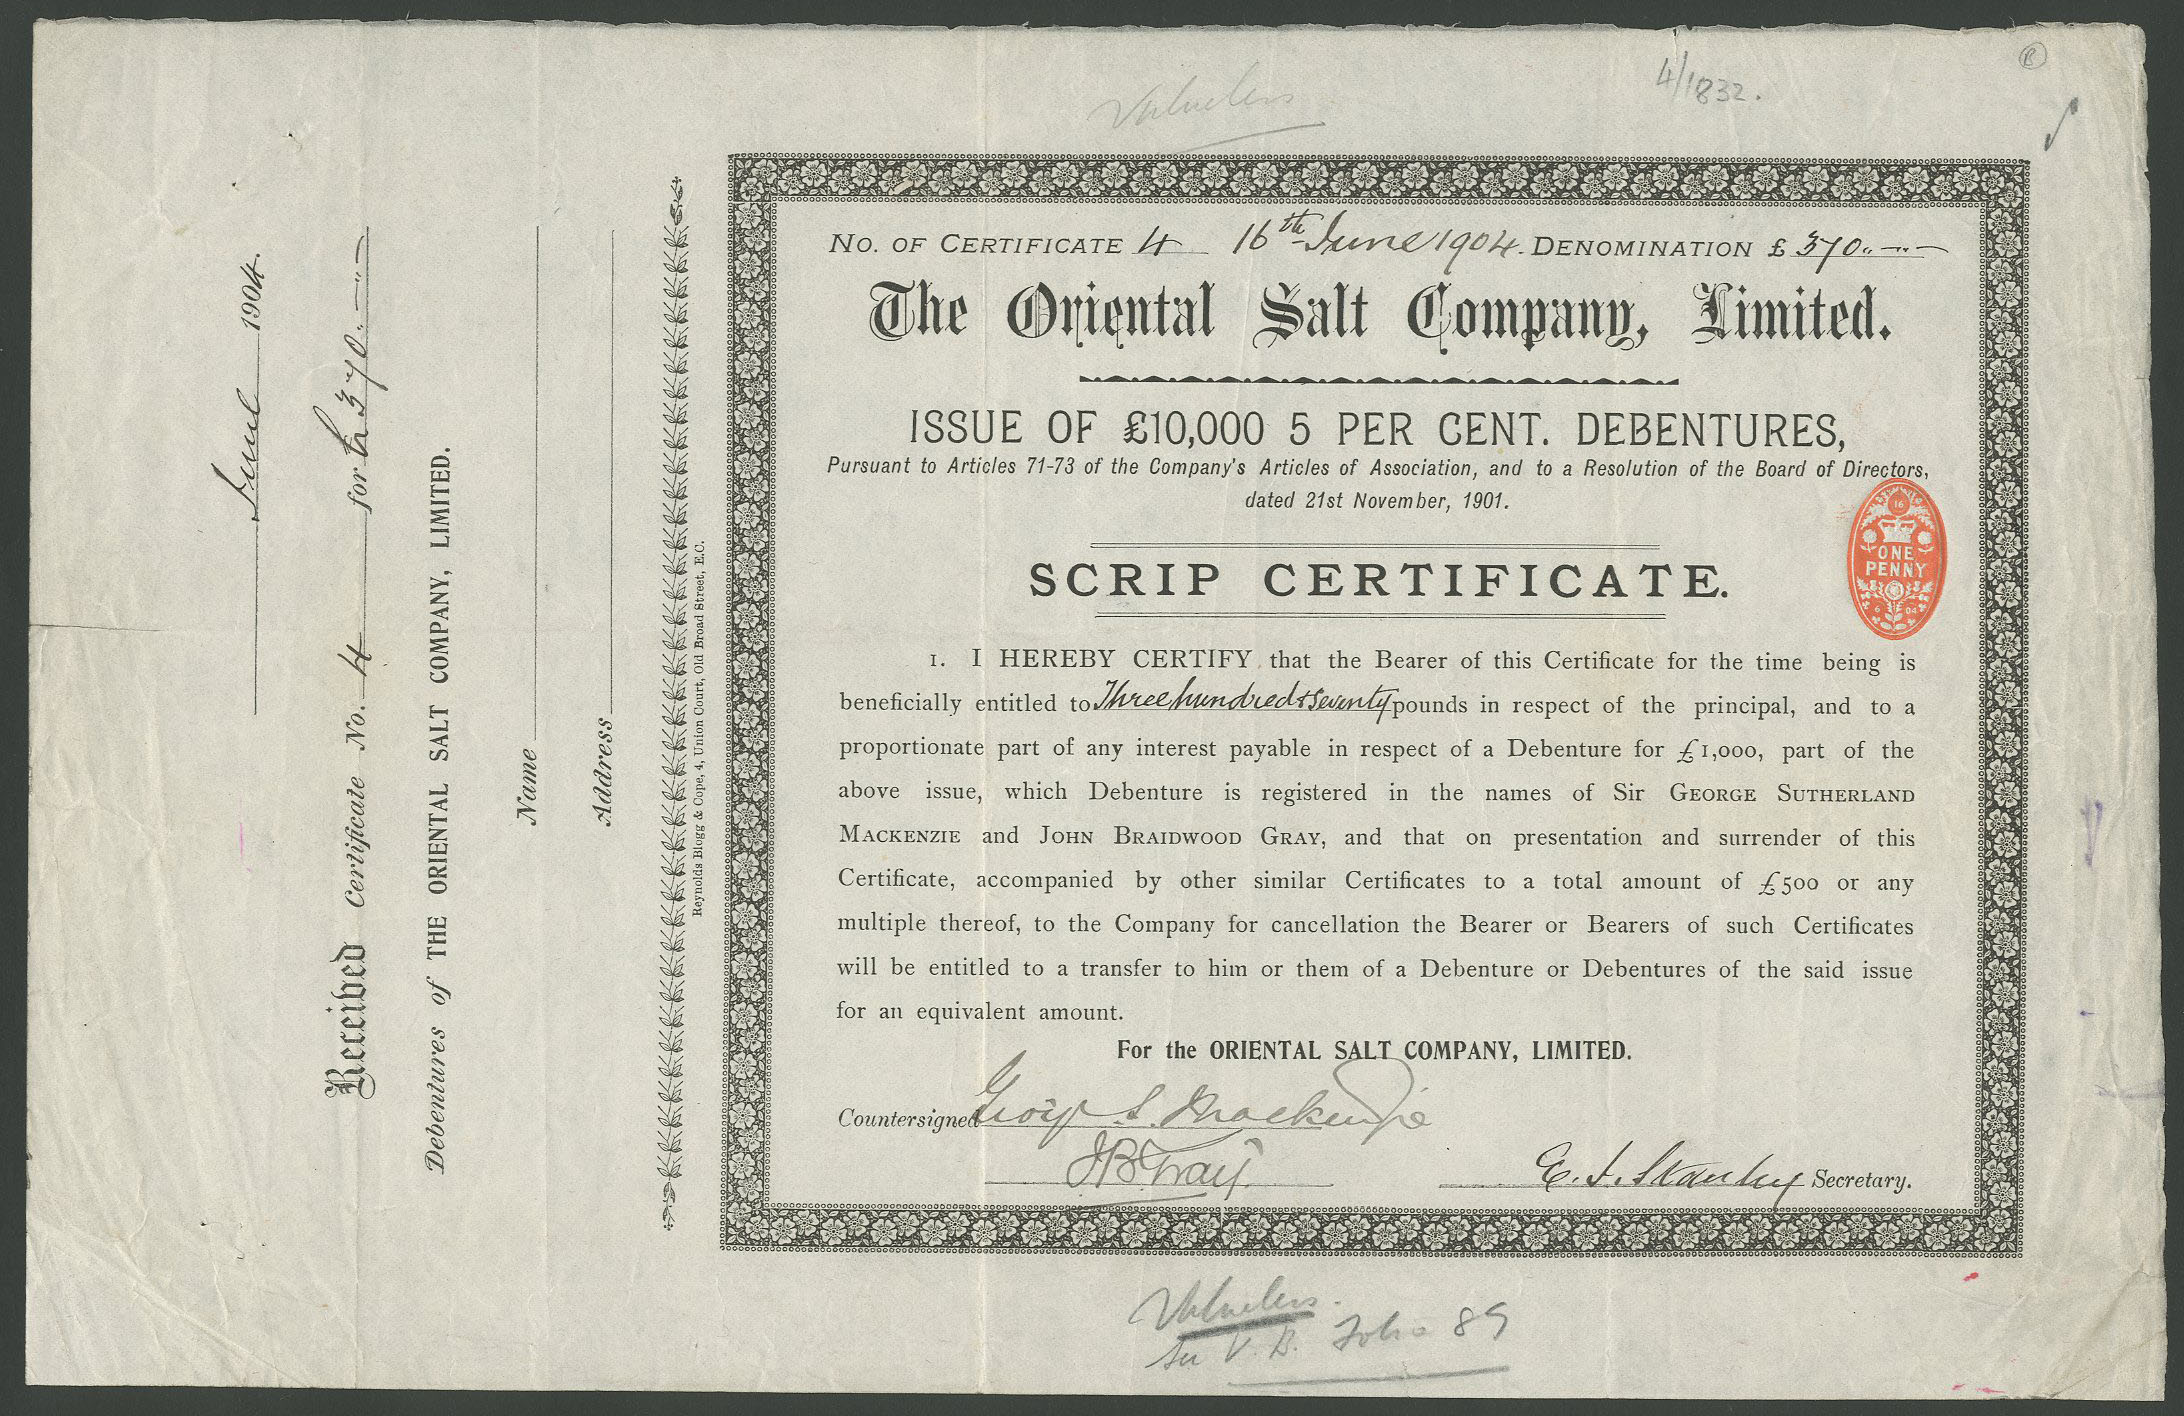 Valueless
4/1832.
B
No. of Certificate 4 16th June 1904. Denomination £ 370.. — .. —
The Oriental Salt Company, Limited.
ISSUE OF £10,000 5 PER CENT. DEBENTURES,
Pursuant to Articles 71-73 of the Company's Articles of Association, and to a Resolution of the Board of Directors,
dated 21st November, 1901.
SCRIP CERTIFICATE.
16
ONE
PENNY
6 04
1. I HEREBY CERTIFY that the Bearer of this Certificate for the time being is
beneficially entitled to Three hundred & Seventy pounds in respect of the principal, and to a
proportionate part of any interest payable in respect of a Debenture for £1,000, part of the
above issue, which Debenture is registered in the names of Sir George Sutherland
Mackenzie and John Braidwood Gray, and that on presentation and surrender of this
Certificate, accompanied by other similar Certificates to a total amount of £500 or any
multiple thereof, to the Company for cancellation the Bearer or Bearers of such Certificates
will be entitled to a transfer to him or them of a Debenture or Debentures of the said issue
for an equivalent amount.
For the ORIENTAL SALT COMPANY, LIMITED.
Countersigned George S. Mackenzie
J B Gray
E. J. Stanley Secretary.
Valueless.
See V. B. Folio 89
June 1904.
Received Certificate No. 4 for £ 370.. — .. —
Debentures of THE ORIENTAL SALT COMPANY, LIMITED.
Name
Address
Reynolds Blogg & Cope, 4, Union Court, Old Broad Street, E.C.